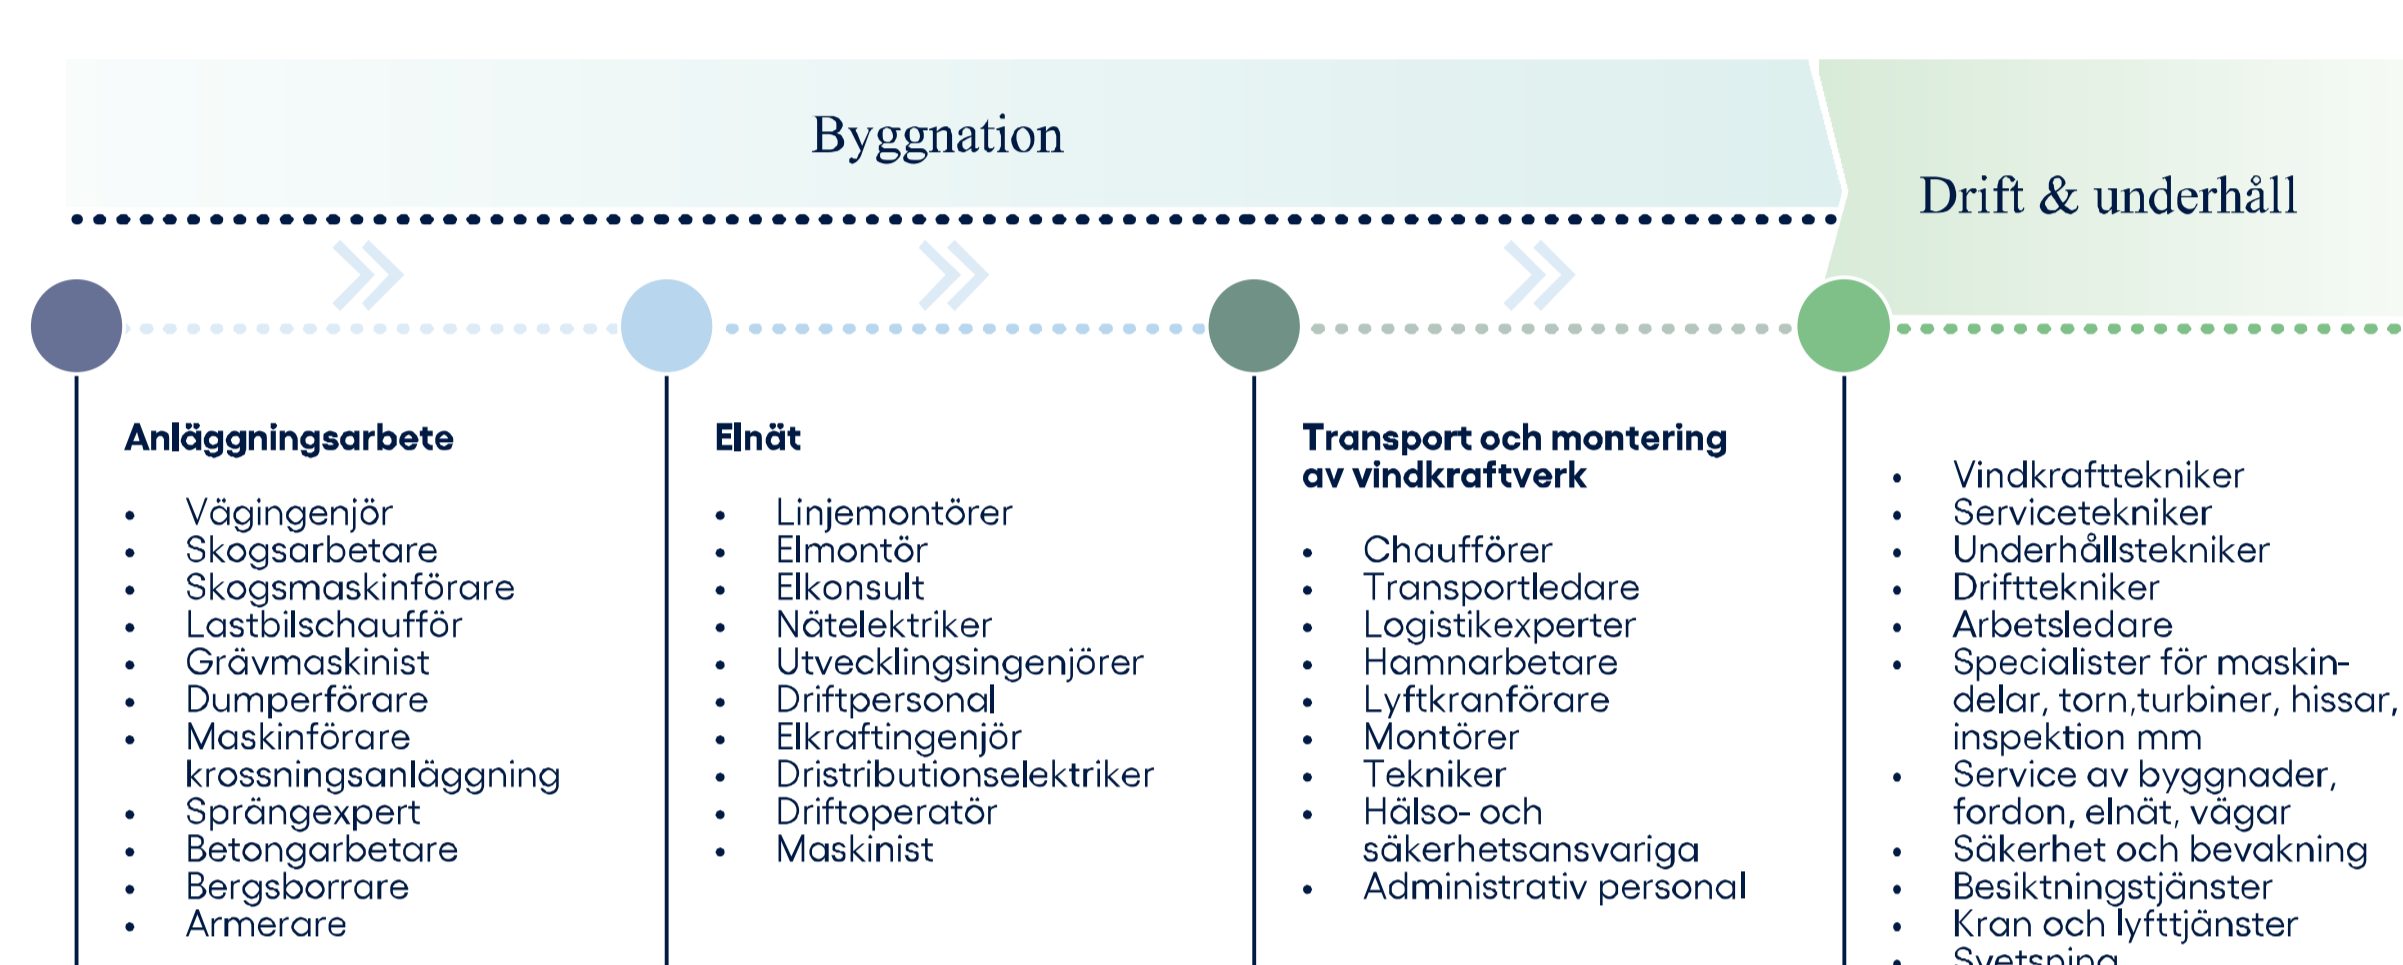 Byggnation
Drift & underhåll
Anläggningsarbete
• Vägingenjör
• Skogsarbetare
• Skogsmaskinförare
• Lastbilschaufför
• Grävmaskinist
• Dumperförare
• Maskinförare
krossningsanläggning
• Sprängexpert
• Betongarbetare
• Bergsborrare
• Armerare
Elnät
• Linjemontörer
• Elmontör
• Elkonsult
• Nätelektriker
• Utvecklingsingenjörer
• Driftpersonal
• Elkraftingenjör
• Dristributionselektriker
• Driftoperatör
• Maskinist
Transport och montering
av vindkraftverk
• Chaufförer
• Transportledare
• Logistikexperter
• Hamnarbetare
• Lyftkranförare
• Montörer
• Tekniker
• Hälso- och
säkerhetsansvariga
• Administrativ personal
• Vindkrafttekniker
• Servicetekniker
• Underhållstekniker
• Drifttekniker
• Arbetsledare
• Specialister för maskin-
delar, torn,turbiner, hissar,
inspektion mm
• Service av byggnader,
fordon, elnät, vägar
• Säkerhet och bevakning
• Besiktningstjänster
• Kran och lyfttjänster
• Svetsning